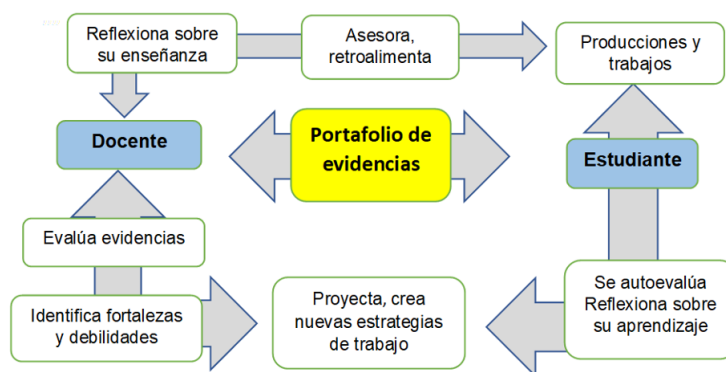 Reflexiona sobre
su enseñanza
Asesora,
retroalimenta
Producciones y
trabajos
Docente
Portafolio de
evidencias
Estudiante
Evalúa evidencias
Identifica fortalezas
y debilidades
Proyecta, crea
nuevas estrategias
de trabajo
Se autoevalúa
Reflexiona sobre
su aprendizaje